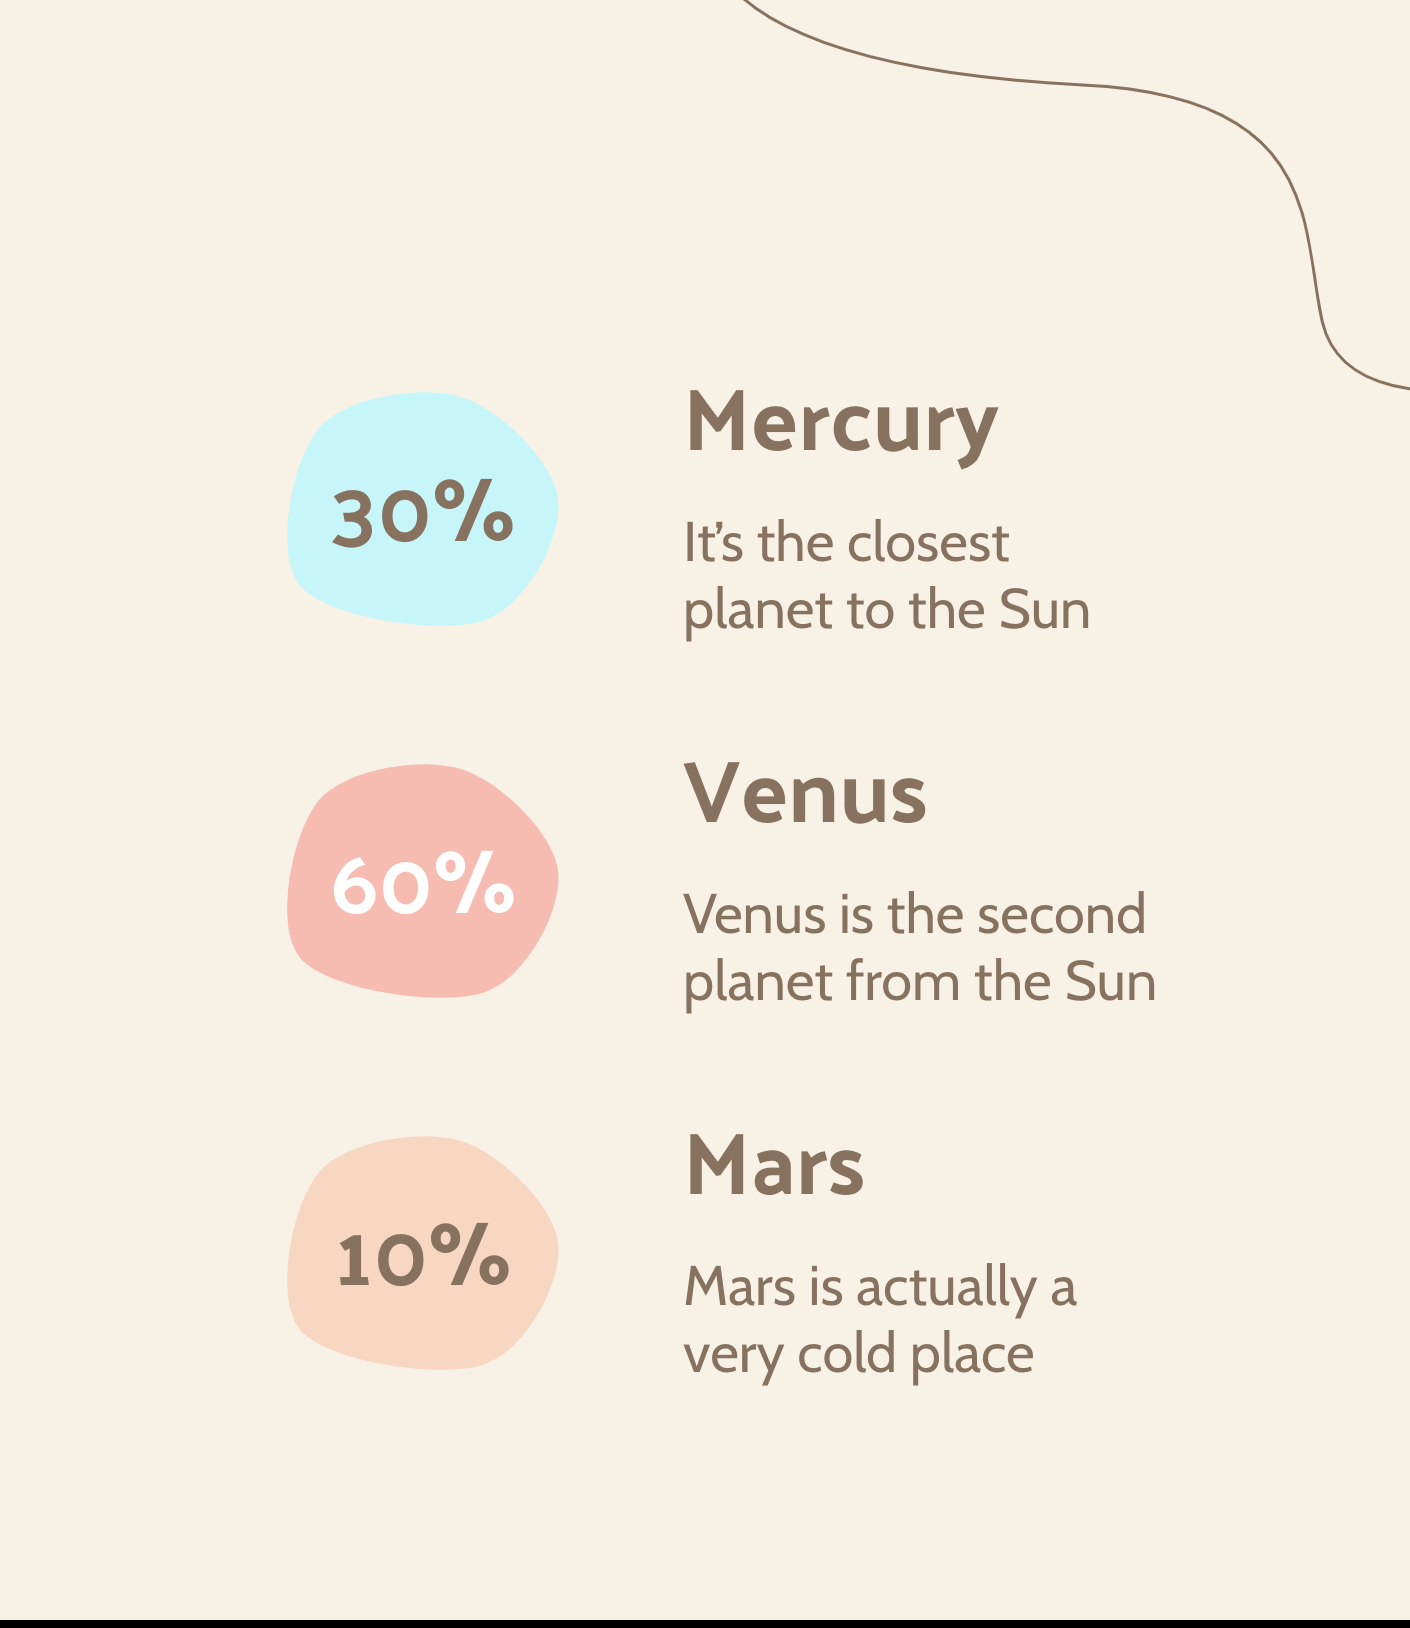 30%
Mercury
It’s the closest
planet to the Sun
60%
Venus
Venus is the second
planet from the Sun
10%
Mars
Mars is actually a
very cold place